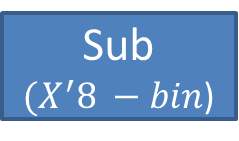 Sub
(X′8 − bin)